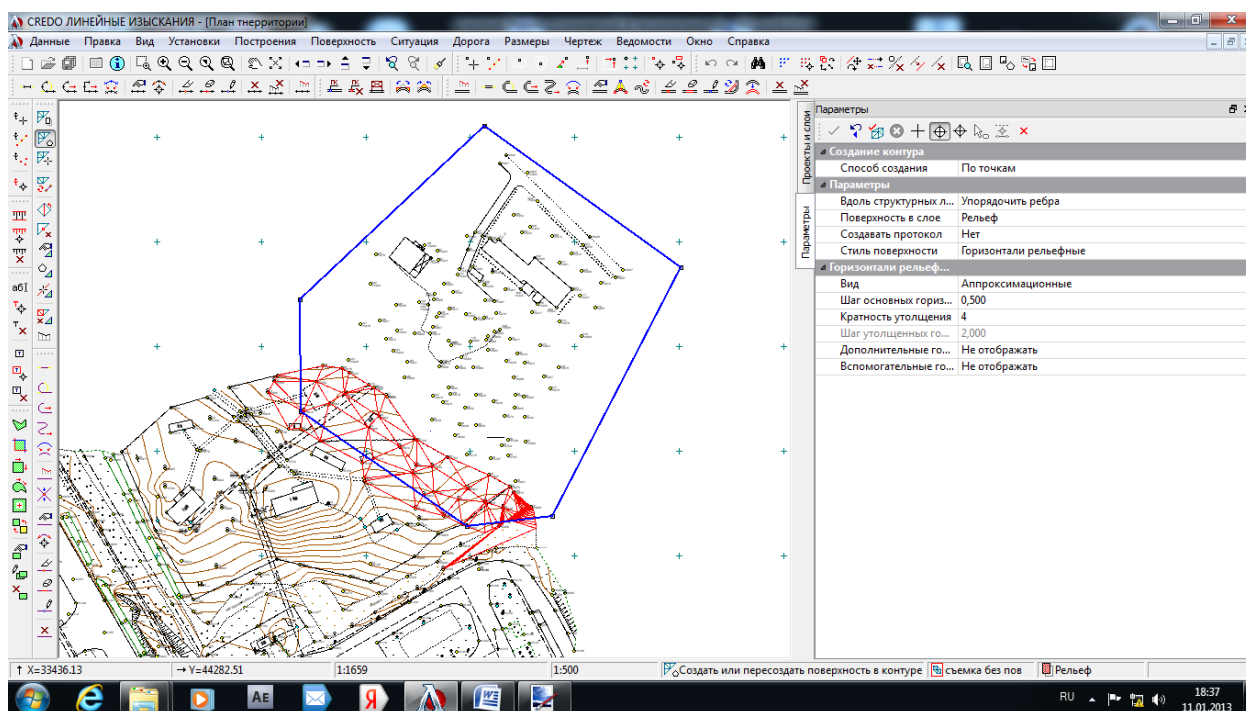 CREDO ЛИНЕЙНЫЕ ИЗЫСКАНИЯ - [План тнерритории]
Данные Правка Вид Установки Построения Поверхность Ситуация Дорога Размеры Чертеж Ведомости Окно Справка
Проекты и слои
Параметры
Параметры
Создание контура
Способ создания По точкам
Параметры
Вдоль структурных л... Упорядочить ребра
Поверхность в слое Рельеф
Создавать протокол Нет
Стиль поверхности Горизонтали рельефные
Горизонтали рельеф...
Вид Аппроксимационные
Шаг основных гориз... 0,500
Кратность утолщения 4
Шаг утолщенных го... 2,000
Дополнительные го... Не отображать
Вспомогательные го... Не отображать
абI
X=33436.13 Y=44282.51 1:1659 1:500 Создать или пересоздать поверхность в контуре съемка без пов Рельеф
AE Я RU 18:37
11.01.2013